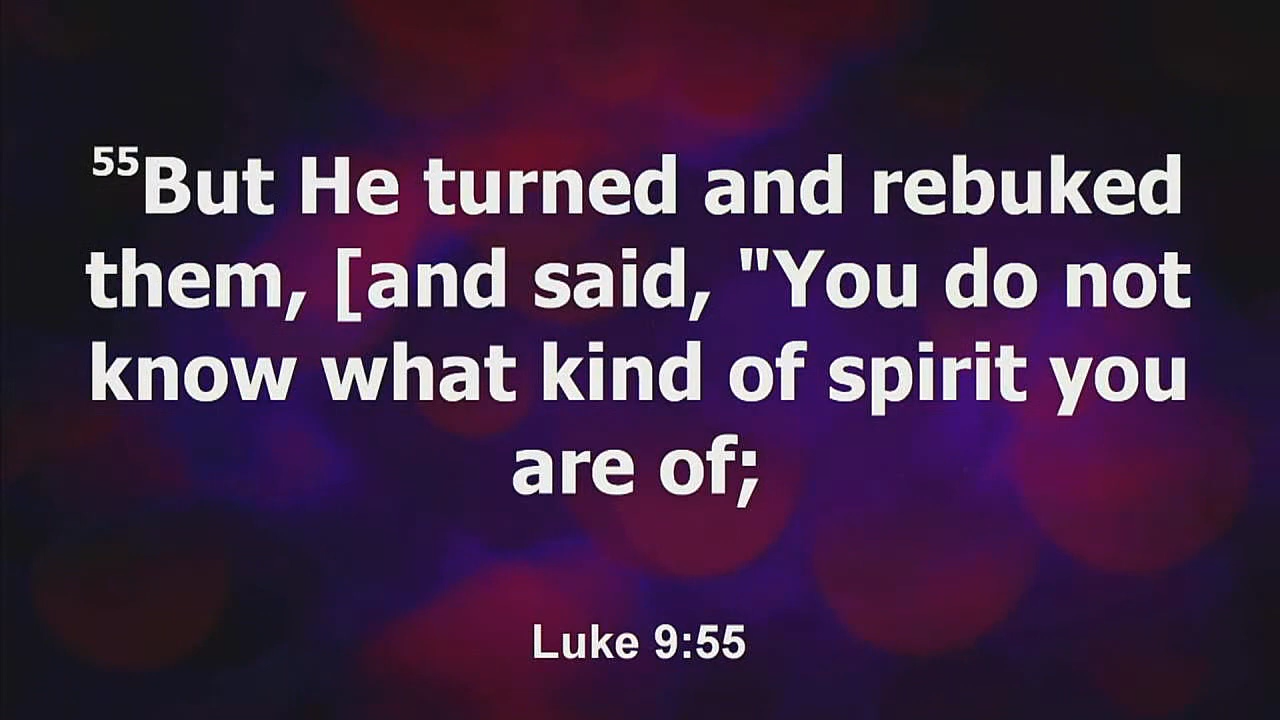 55But He turned and rebuked
them, [and said, "You do not
know what kind of spirit you
are of;
Luke 9:55